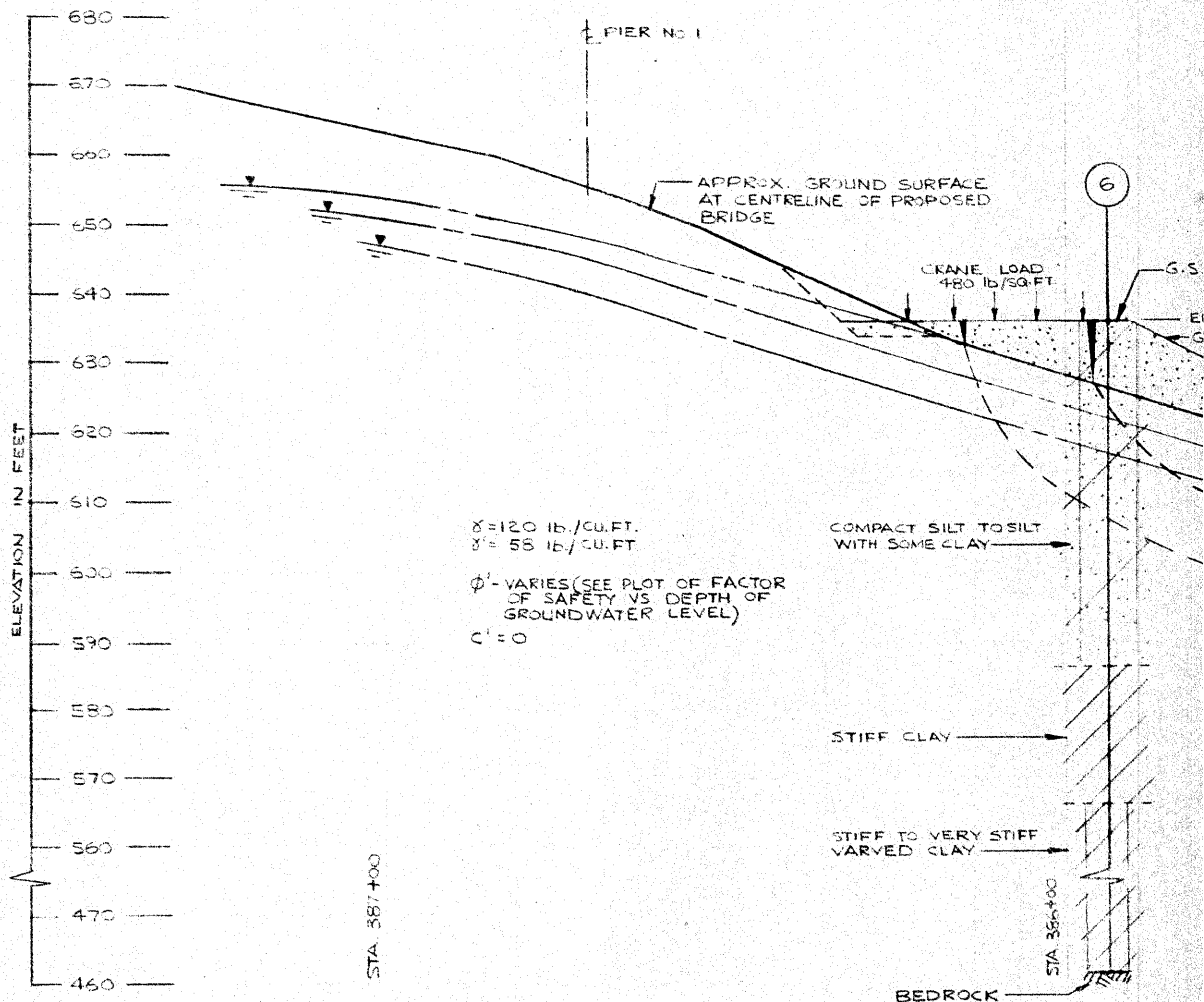 680
670
660
650
640
630
620
610
600
590
580
570
560
470
460
ELEVATION IN FEET
℄ PIER NO 1
APPROX. GROUND SURFACE
AT CENTRELINE OF PROPOSED
BRIDGE
6
CRANE LOAD
480 lb/SQ.FT.
G.S
γ=120 lb./CU.FT.
γ'= 58 lb./CU.FT
φ'- VARIES (SEE PLOT OF FACTOR
OF SAFETY VS DEPTH OF
GROUNDWATER LEVEL)
C' = 0
COMPACT SILT TO SILT
WITH SOME CLAY
STIFF CLAY
STIFF TO VERY STIFF
VARVED CLAY
STA. 387+00
STA. 386+00
BEDROCK